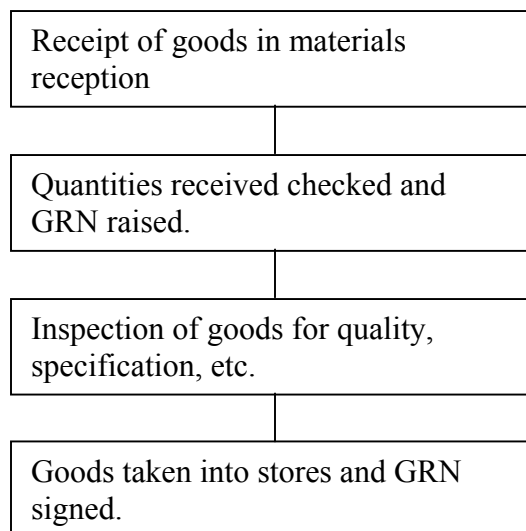 Receipt of goods in materials
reception
Quantities received checked and
GRN raised.
Inspection of goods for quality,
specification, etc.
Goods taken into stores and GRN
signed.